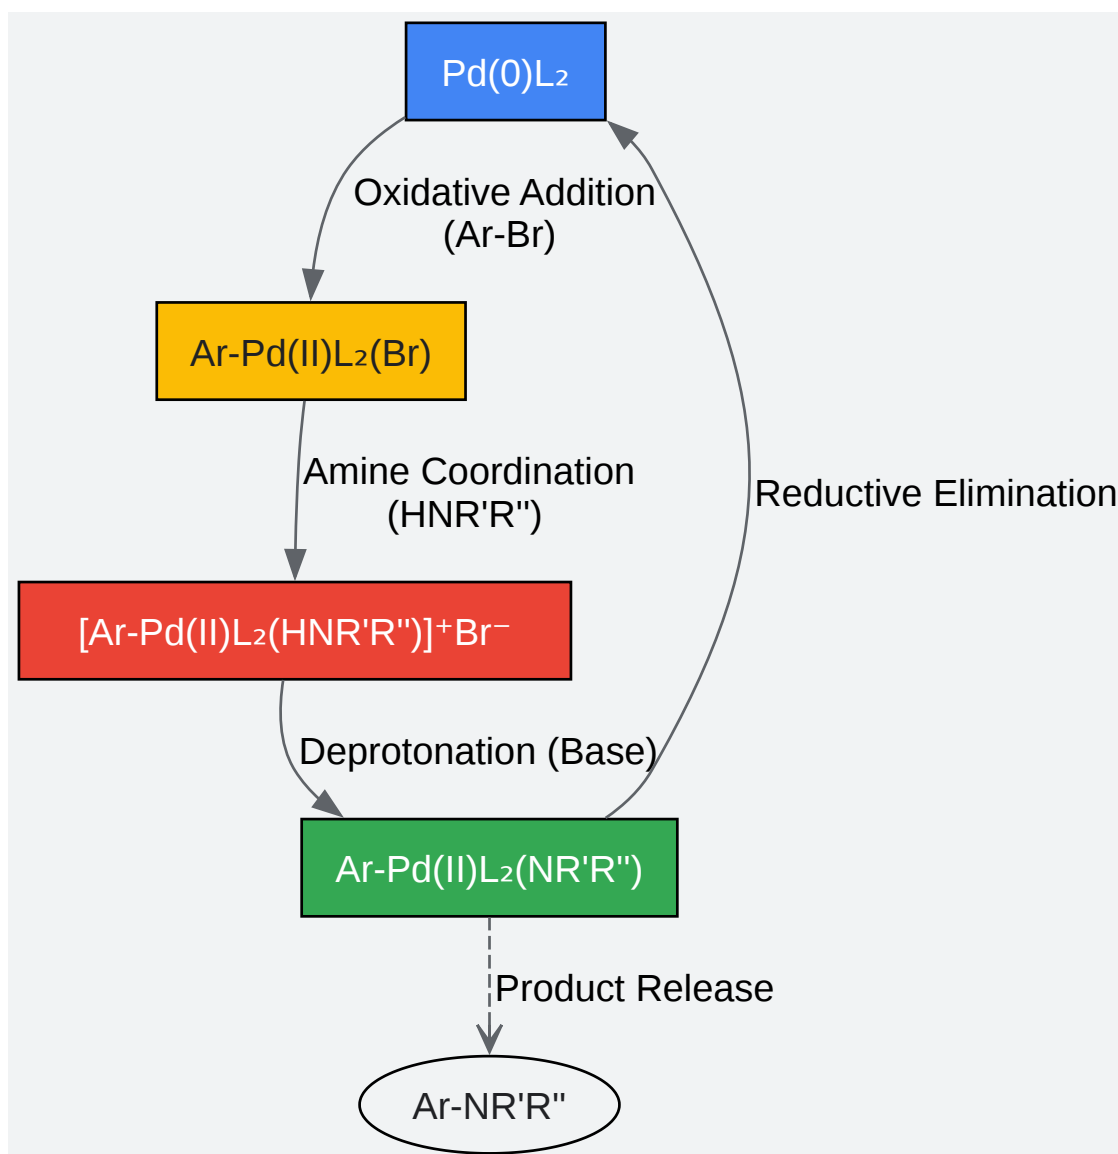 Pd(0)L₂
Oxidative Addition
(Ar-Br)
Ar-Pd(II)L₂(Br)
Amine Coordination
(HNR'R'')
Reductive Elimination
[Ar-Pd(II)L₂(HNR'R'')]⁺Br⁻
Deprotonation (Base)
Ar-Pd(II)L₂(NR'R'')
Product Release
Ar-NR'R''